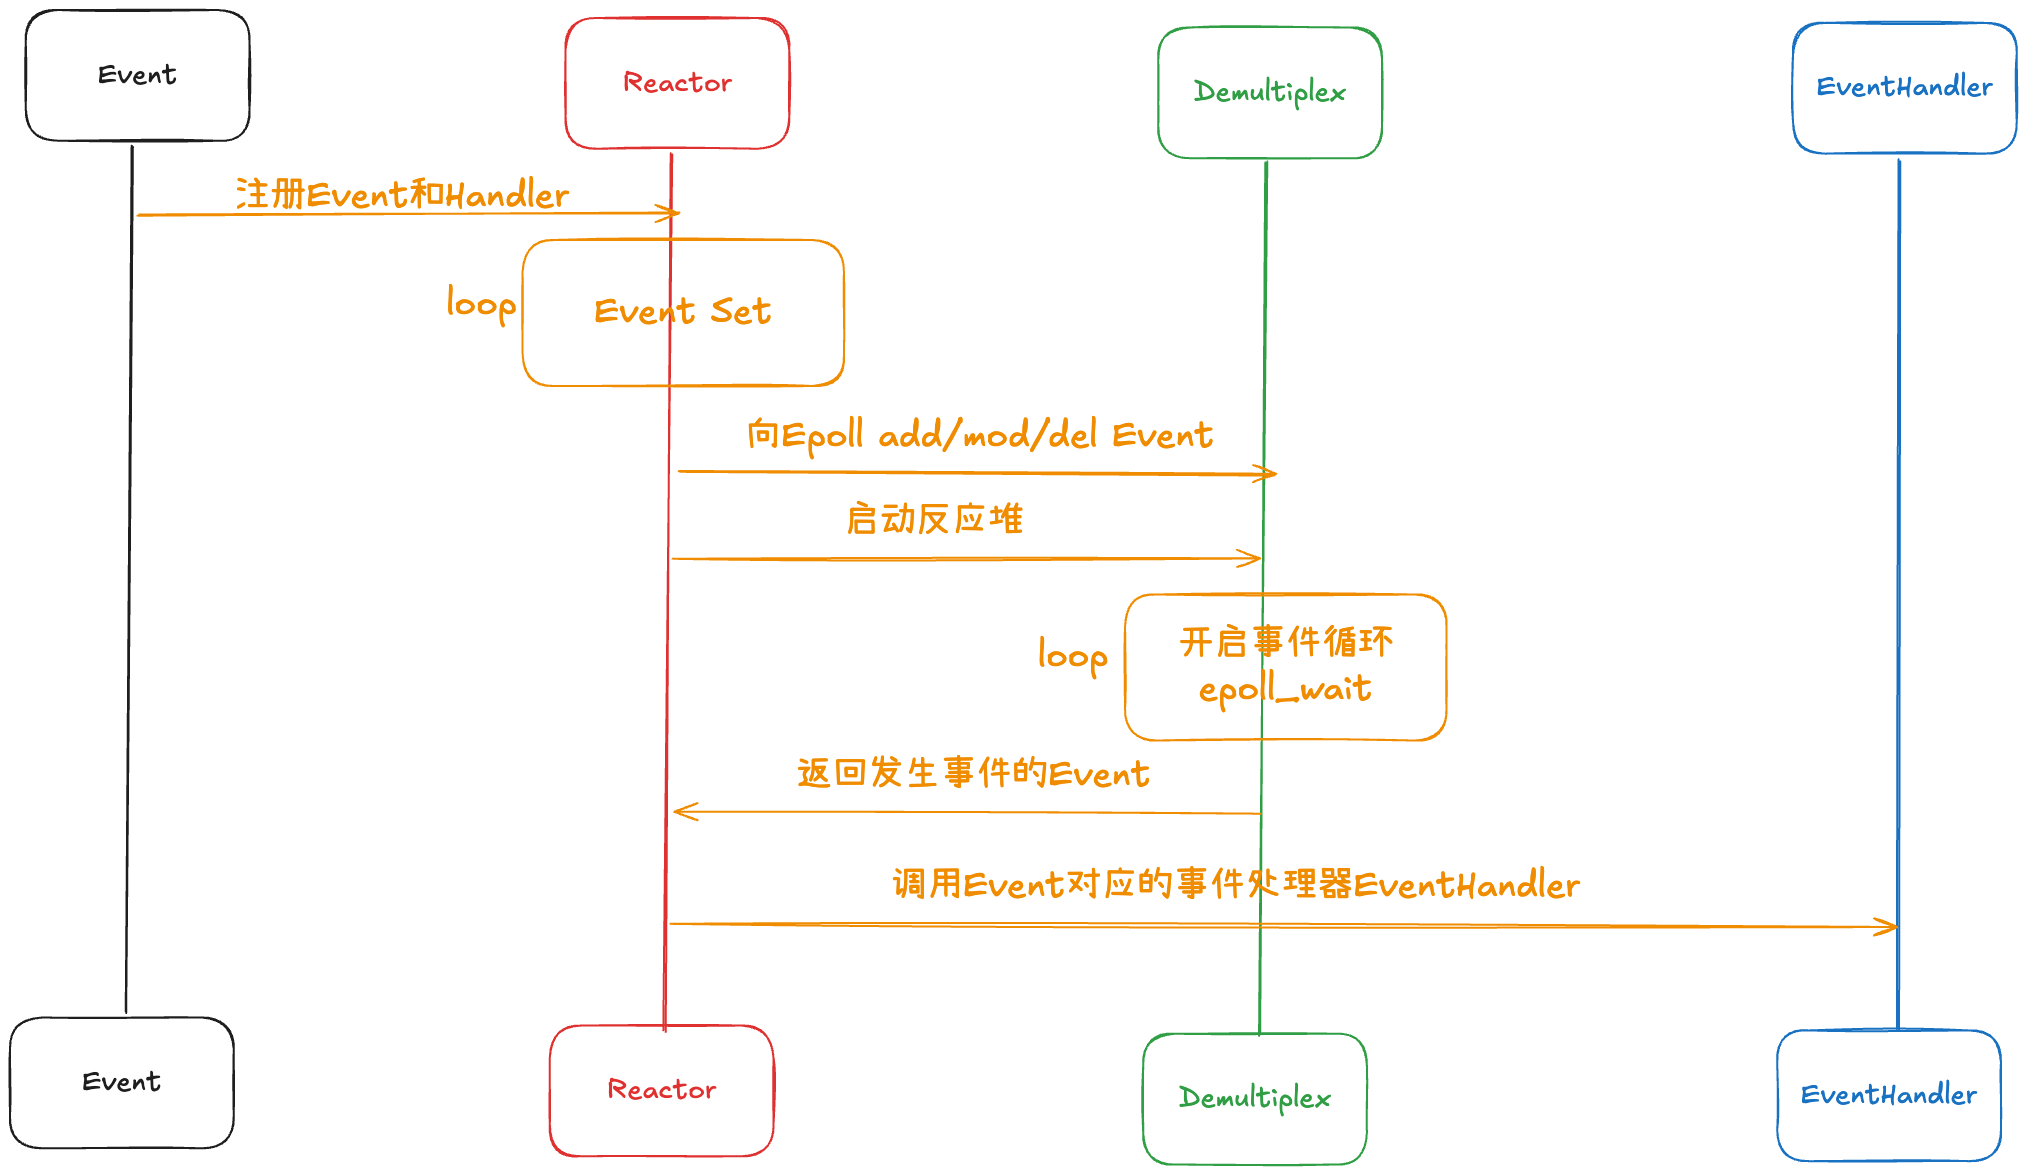 Event
Reactor
Demultiplex
EventHandler
注册Event和Handler
loop
Event Set
向Epoll add/mod/del Event
启动反应堆
loop
开启事件循环
epoll_wait
返回发生事件的Event
调用Event对应的事件处理器EventHandler
Event
Reactor
Demultiplex
EventHandler